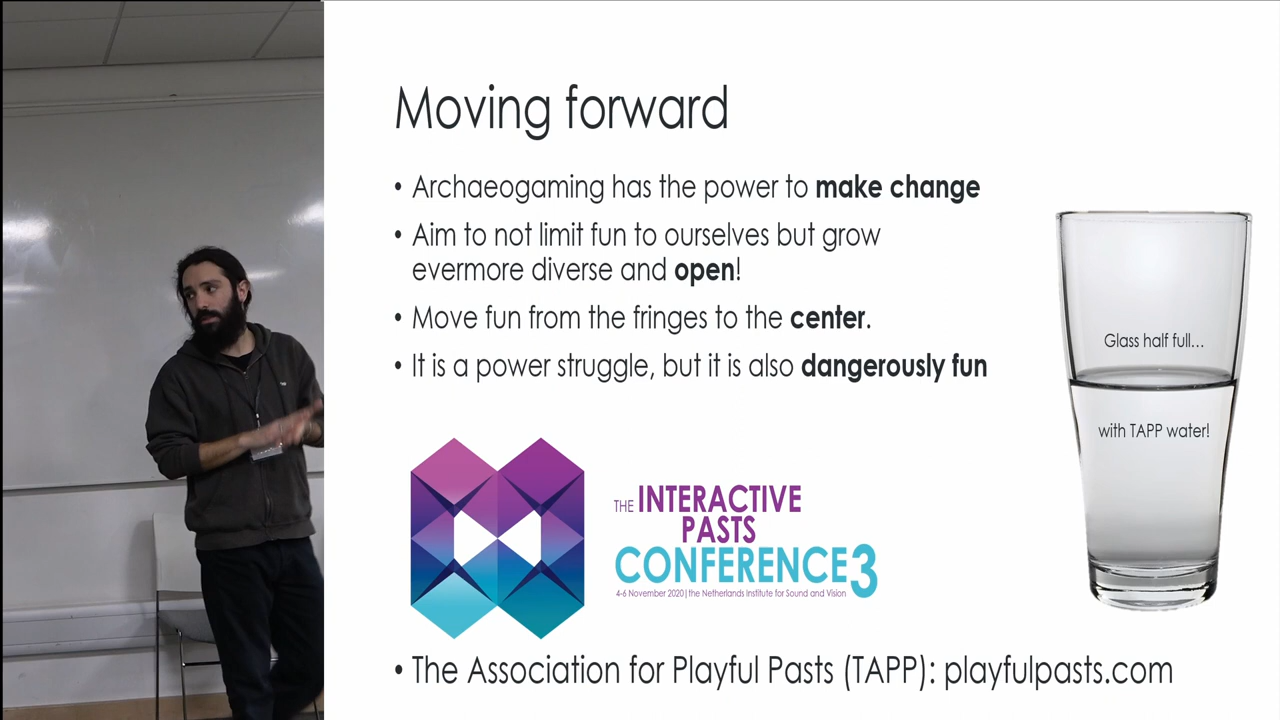 Moving forward
• Archaeogaming has the power to make change
• Aim to not limit fun to ourselves but grow
evermore diverse and open!
• Move fun from the fringes to the center.
• It is a power struggle, but it is also dangerously fun
Glass half full...
with TAPP water!
THE INTERACTIVE
PASTS
CONFERENCE3
4-6 November 2020|the Netherlands Institute for Sound and Vision
• The Association for Playful Pasts (TAPP): playfulpasts.com